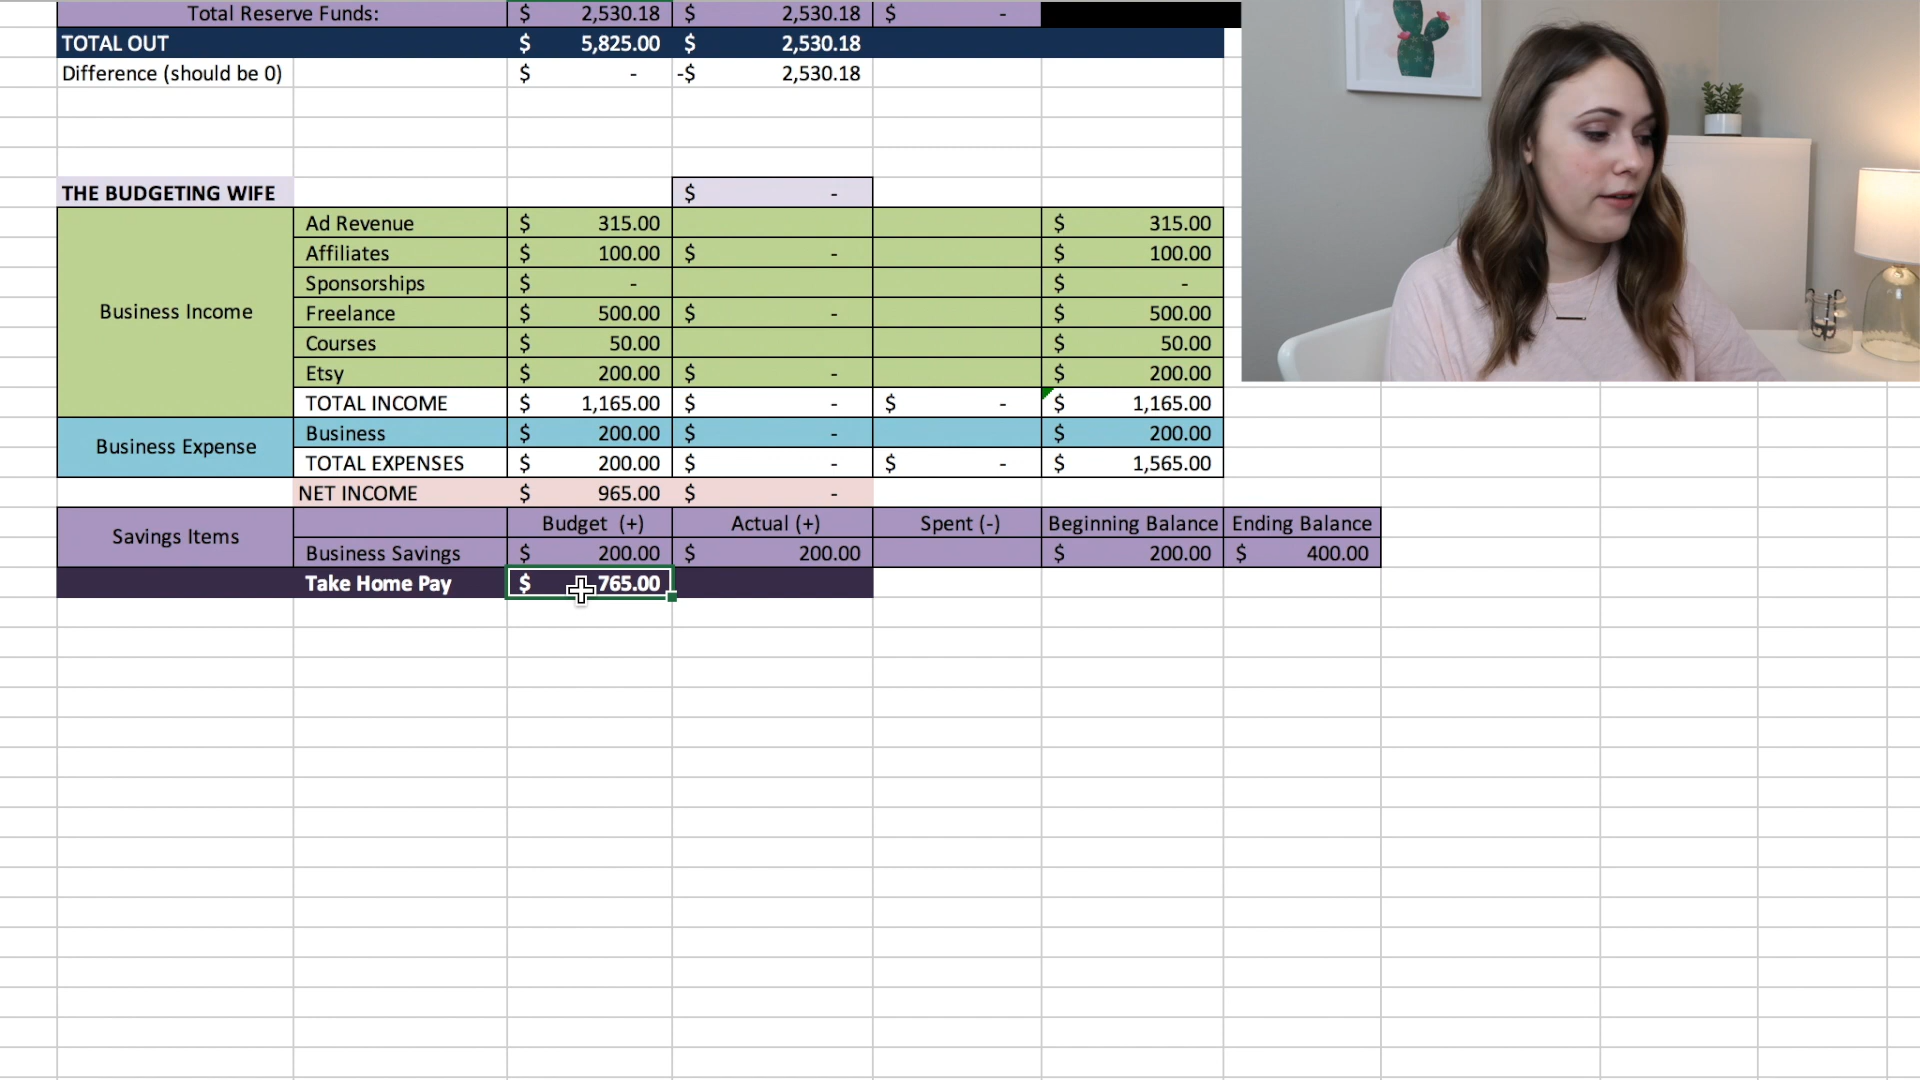 Total Reserve Funds: $ 2,530.18 $ 2,530.18 $ -
TOTAL OUT $ 5,825.00 $ 2,530.18
Difference (should be 0) $ - -$ 2,530.18
THE BUDGETING WIFE $ -
Business Income
Ad Revenue $ 315.00 $ 315.00
Affiliates $ 100.00 $ - $ 100.00
Sponsorships $ - $ -
Freelance $ 500.00 $ - $ 500.00
Courses $ 50.00 $ 50.00
Etsy $ 200.00 $ - $ 200.00
TOTAL INCOME $ 1,165.00 $ - $ - $ 1,165.00
Business Expense
Business $ 200.00 $ - $ 200.00
TOTAL EXPENSES $ 200.00 $ - $ - $ 1,565.00
NET INCOME $ 965.00 $ -
Savings Items
Budget (+) Actual (+) Spent (-) Beginning Balance Ending Balance
Business Savings $ 200.00 $ 200.00 $ 200.00 $ 400.00
Take Home Pay $ 765.00